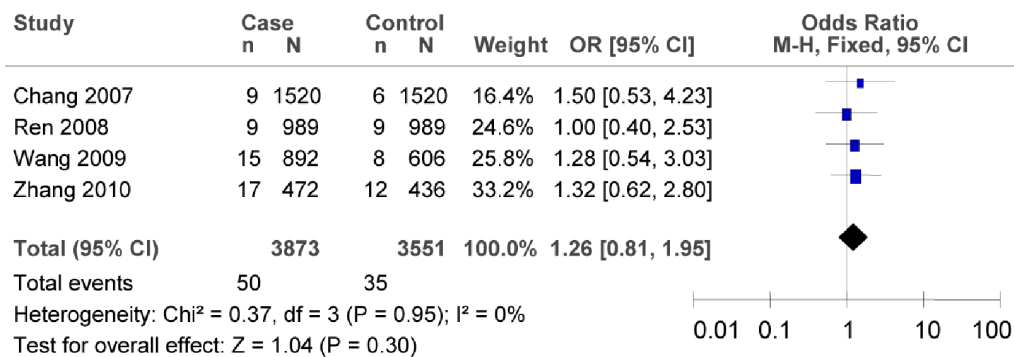 Study Case Control Odds Ratio
n N n N Weight OR [95% CI] M-H, Fixed, 95% CI
Chang 2007 9 1520 6 1520 16.4% 1.50 [0.53, 4.23]
Ren 2008 9 989 9 989 24.6% 1.00 [0.40, 2.53]
Wang 2009 15 892 8 606 25.8% 1.28 [0.54, 3.03]
Zhang 2010 17 472 12 436 33.2% 1.32 [0.62, 2.80]
Total (95% CI) 3873 3551 100.0% 1.26 [0.81, 1.95]
Total events 50 35
Heterogeneity: Chi² = 0.37, df = 3 (P = 0.95); I² = 0%
Test for overall effect: Z = 1.04 (P = 0.30)
0.01 0.1 1 10 100